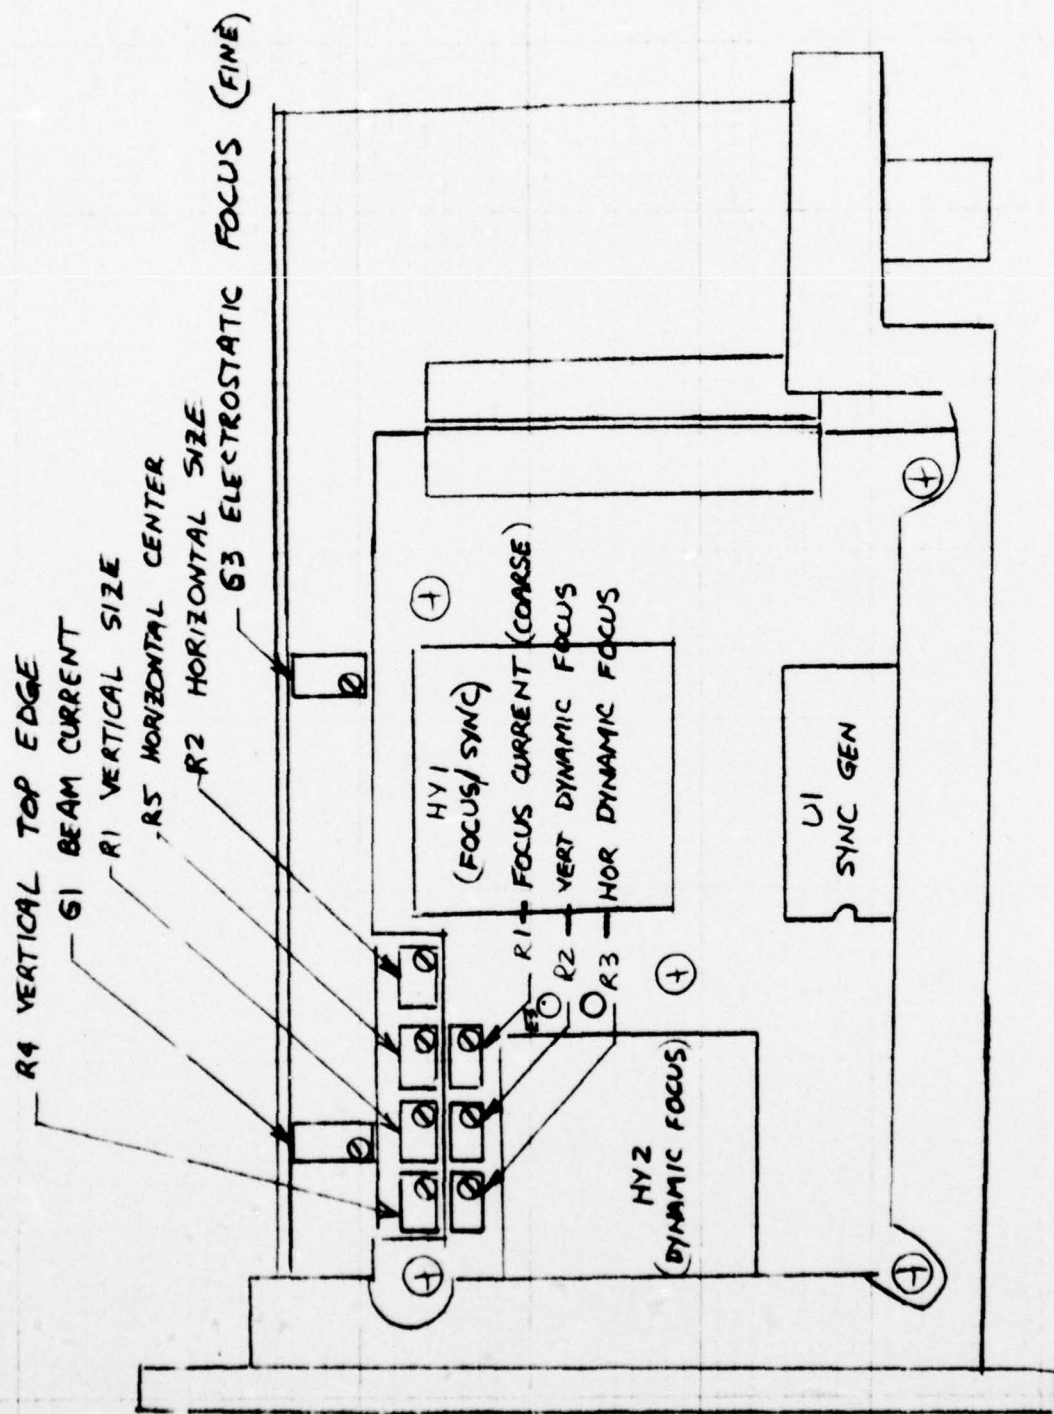 R4 VERTICAL TOP EDGE
G1 BEAM CURRENT
R1 VERTICAL SIZE
R5 HORIZONTAL CENTER
R2 HORIZONTAL SIZE
G3 ELECTROSTATIC FOCUS (FINE)
HY1
(FOCUS/SYNC)
R1 FOCUS CURRENT (COARSE)
E3
R2 VERT DYNAMIC FOCUS
R3 HOR DYNAMIC FOCUS
HY2
(DYNAMIC FOCUS)
U1
SYNC GEN